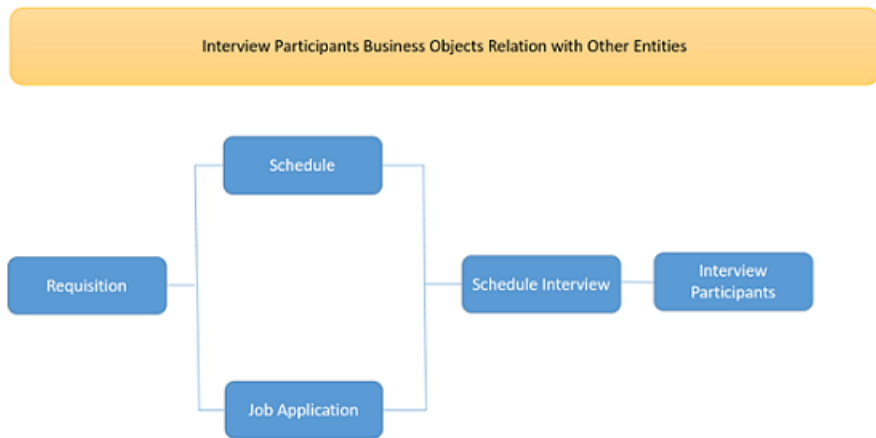 Interview Participants Business Objects Relation with Other Entities
Schedule
Requisition
Schedule Interview
Interview
Participants
Job Application